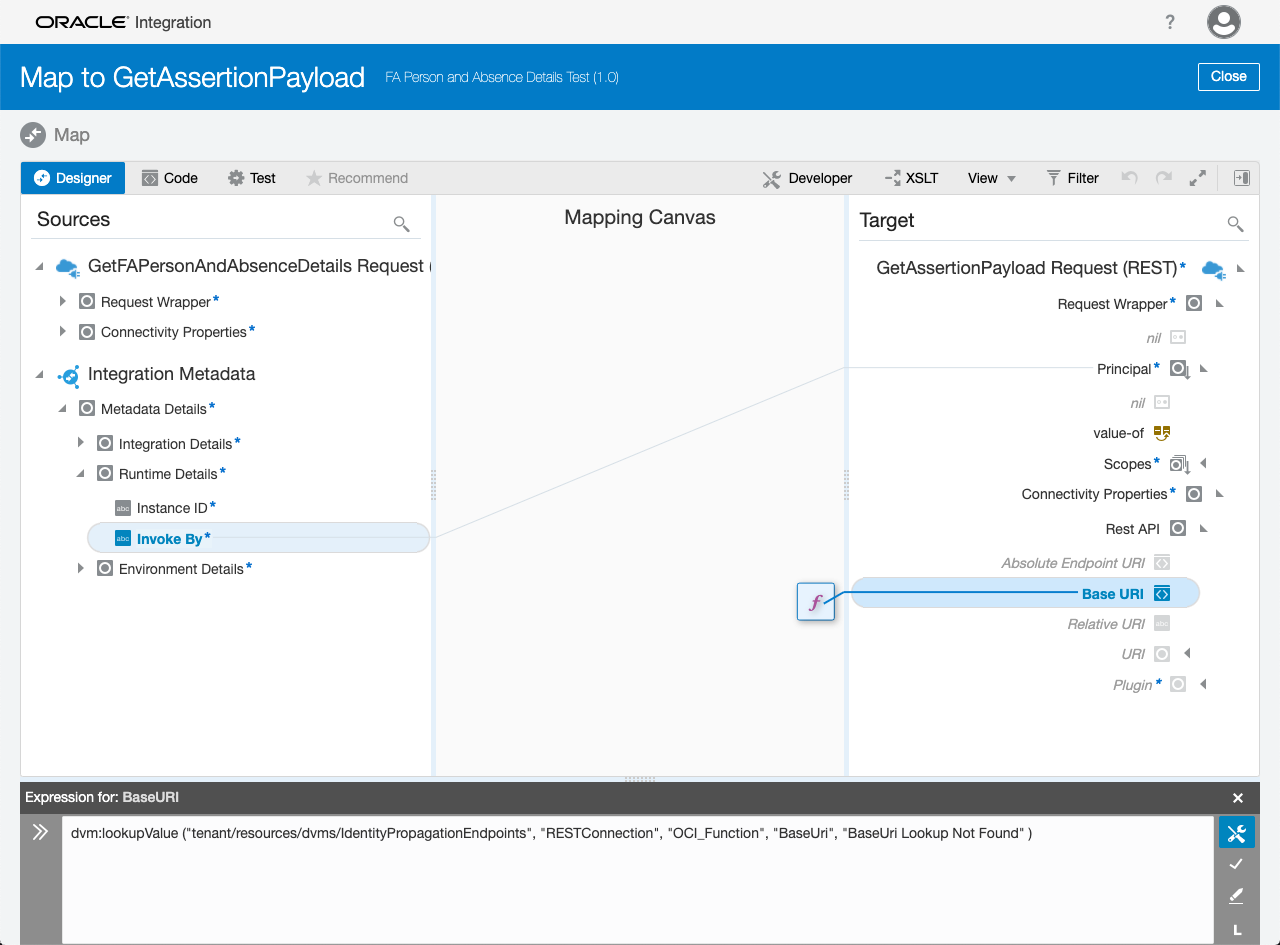 ORACLE Integration
?
Map to GetAssertionPayload FA Person and Absence Details Test (1.0) Close
Map
Designer Code Test Recommend Developer XSLT View Filter
Sources
GetFAPersonAndAbsenceDetails Request (
Request Wrapper*
Connectivity Properties*
Integration Metadata
Metadata Details*
Integration Details*
Runtime Details*
abc Instance ID*
abc Invoke By*
Environment Details*
Mapping Canvas
f
Target
GetAssertionPayload Request (REST)*
Request Wrapper*
nil
Principal*
nil
value-of
Scopes*
Connectivity Properties*
Rest API
Absolute Endpoint URI
Base URI
Relative URI abc
URI
Plugin*
Expression for: BaseURI
dvm:lookupValue ("tenant/resources/dvms/IdentityPropagationEndpoints", "RESTConnection", "OCI_Function", "BaseUri", "BaseUri Lookup Not Found" )
L